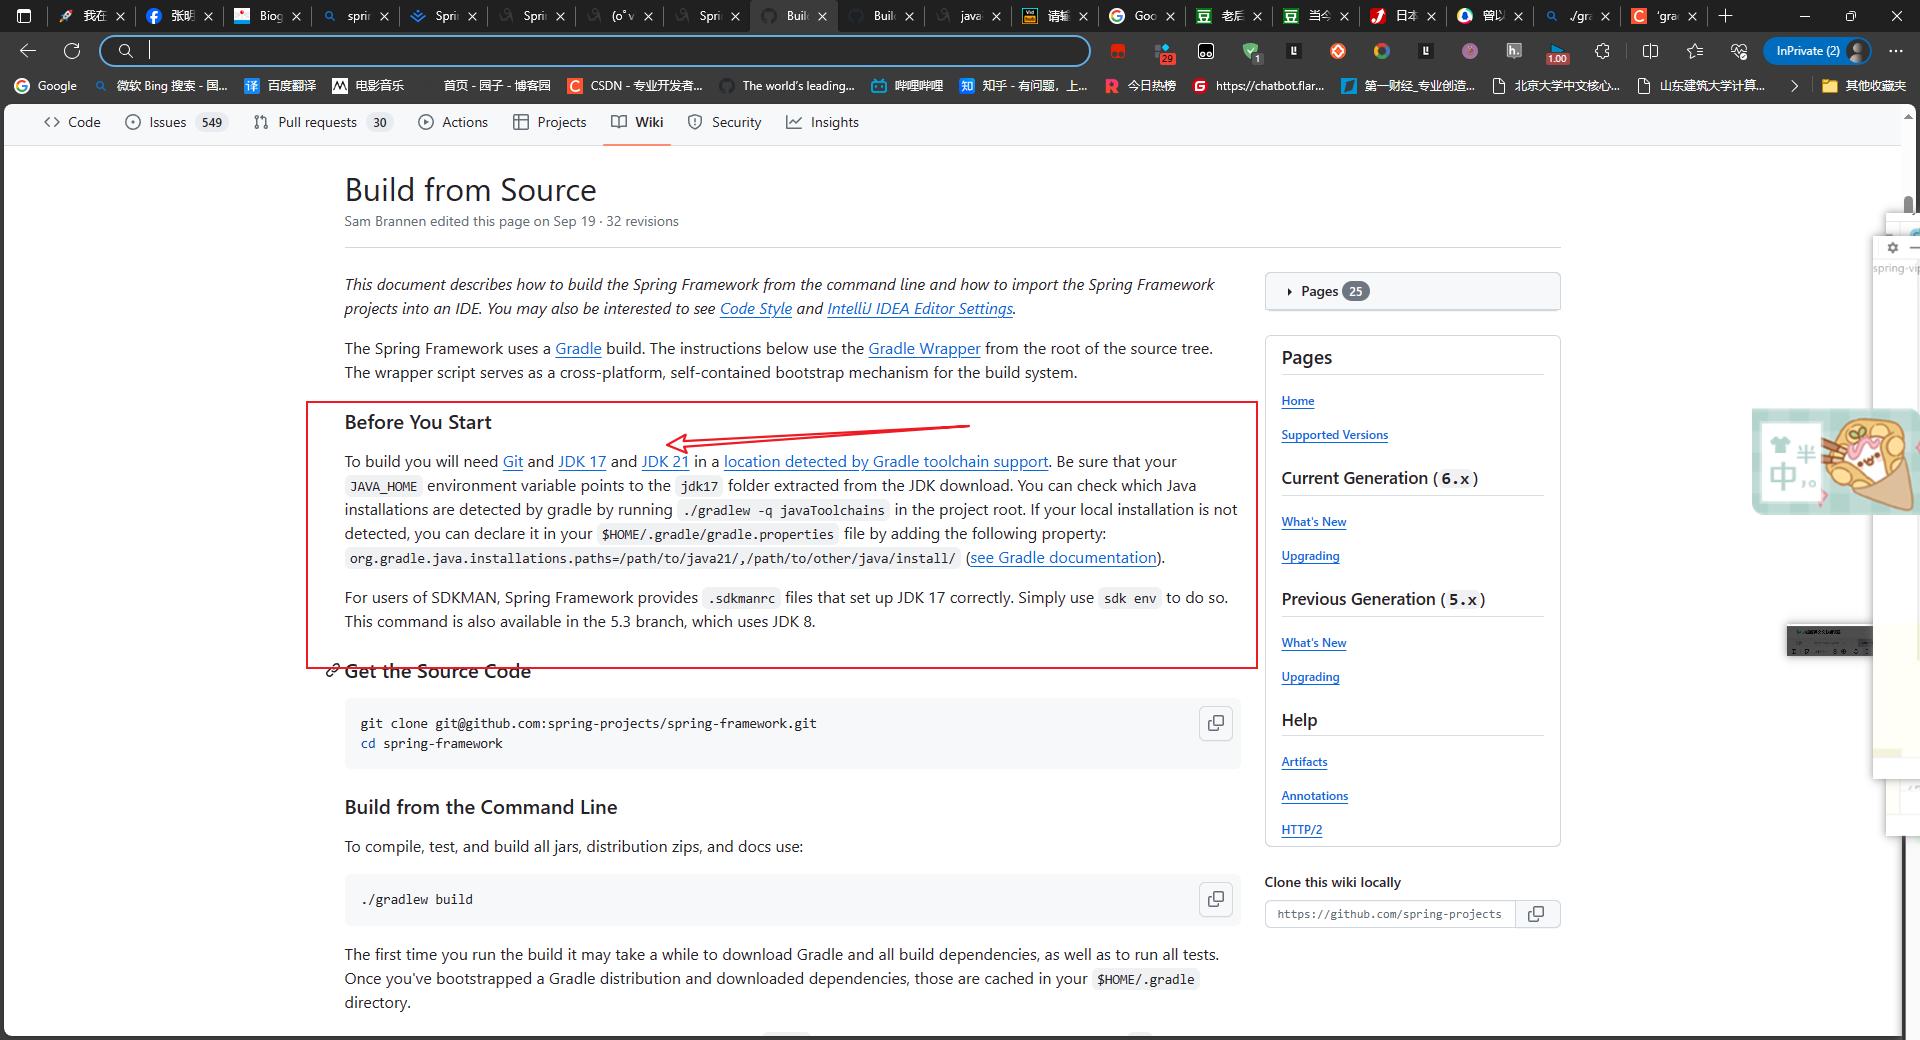 我在
张明
Biog
sprir
Sprin
Sprin
(oﾟv
Sprin
Buil
Buil
java
请输
Goo
老后
当今
日本
曾以
./gra
'grac
InPrivate (2)
29
1
1.00
Google
微软 Bing 搜索 - 国...
百度翻译
电影音乐
首页 - 园子 - 博客园
CSDN - 专业开发者...
The world's leading...
哔哩哔哩
知乎 - 有问题，上...
今日热榜
https://chatbot.flar...
第一财经_专业创造...
北京大学中文核心...
山东建筑大学计算...
其他收藏夹
Code
Issues 549
Pull requests 30
Actions
Projects
Wiki
Security
Insights
Build from Source
Sam Brannen edited this page on Sep 19 · 32 revisions
This document describes how to build the Spring Framework from the command line and how to import the Spring Framework
projects into an IDE. You may also be interested to see Code Style and IntelliJ IDEA Editor Settings.
The Spring Framework uses a Gradle build. The instructions below use the Gradle Wrapper from the root of the source tree.
The wrapper script serves as a cross-platform, self-contained bootstrap mechanism for the build system.
Before You Start
To build you will need Git and JDK 17 and JDK 21 in a location detected by Gradle toolchain support. Be sure that your
JAVA_HOME environment variable points to the jdk17 folder extracted from the JDK download. You can check which Java
installations are detected by gradle by running ./gradlew -q javaToolchains in the project root. If your local installation is not
detected, you can declare it in your $HOME/.gradle/gradle.properties file by adding the following property:
org.gradle.java.installations.paths=/path/to/java21/,/path/to/other/java/install/ (see Gradle documentation).
For users of SDKMAN, Spring Framework provides .sdkmanrc files that set up JDK 17 correctly. Simply use sdk env to do so.
This command is also available in the 5.3 branch, which uses JDK 8.
Get the Source Code
git clone git@github.com:spring-projects/spring-framework.git
cd spring-framework
Build from the Command Line
To compile, test, and build all jars, distribution zips, and docs use:
./gradlew build
The first time you run the build it may take a while to download Gradle and all build dependencies, as well as to run all tests.
Once you've bootstrapped a Gradle distribution and downloaded dependencies, those are cached in your $HOME/.gradle
directory.
Pages 25
Pages
Home
Supported Versions
Current Generation (6.x)
What's New
Upgrading
Previous Generation (5.x)
What's New
Upgrading
Help
Artifacts
Annotations
HTTP/2
Clone this wiki locally
https://github.com/spring-projects
spring-vip
半
中